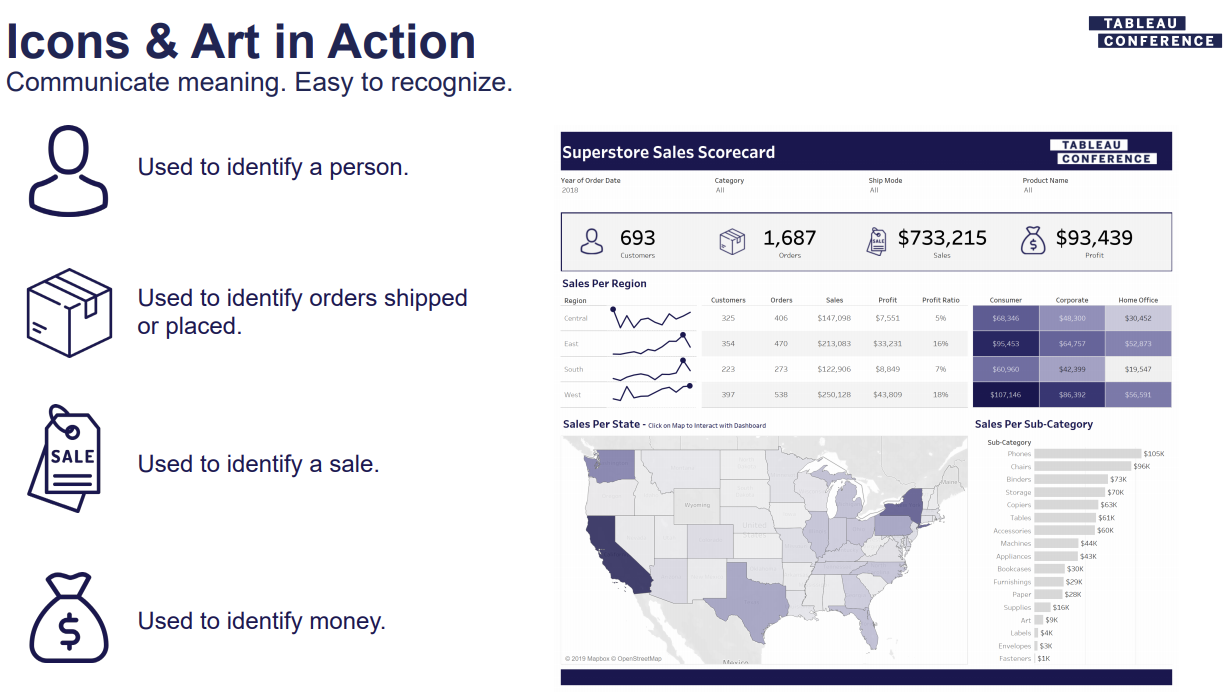 Icons & Art in Action
Communicate meaning. Easy to recognize.
TABLEAU
CONFERENCE
Used to identify a person.
Used to identify orders shipped
or placed.
SALE
Used to identify a sale.
$
Used to identify money.
Superstore Sales Scorecard
TABLEAU
CONFERENCE
Year of Order Date Category Ship Mode Product Name
2018 All All All
693 1,687 SALE $733,215 $ $93,439
Customers Orders Sales Profit
Sales Per Region
Region Customers Orders Sales Profit Profit Ratio Consumer Corporate Home Office
Central 325 406 $147,098 $7,551 5% $68,346 $48,300 $30,452
East 354 470 $213,083 $33,231 16% $95,453 $64,757 $52,873
South 223 273 $122,906 $8,849 7% $60,960 $42,399 $19,547
West 397 538 $250,128 $43,809 18% $107,146 $86,392 $56,591
Sales Per State - Click on Map to Interact with Dashboard
Wyoming
United
Maine
Mexico
© 2019 Mapbox © OpenStreetMap
Sales Per Sub-Category
Sub-Category
Phones $105K
Chairs $96K
Binders $73K
Storage $70K
Copiers $63K
Tables $61K
Accessories $60K
Machines $44K
Appliances $43K
Bookcases $30K
Furnishings $29K
Paper $28K
Supplies $16K
Art $9K
Labels $4K
Envelopes $3K
Fasteners $1K